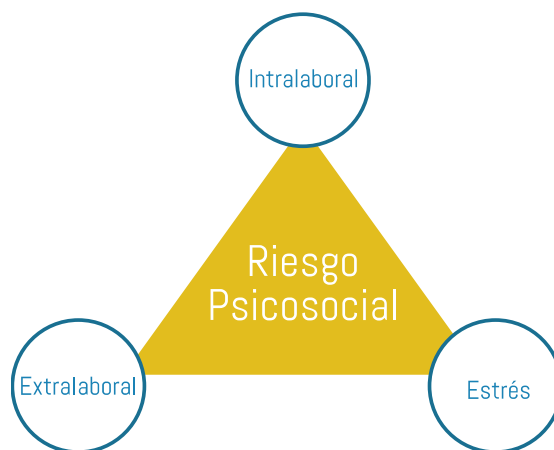 Intralaboral
Riesgo
Psicosocial
Extralaboral
Estrés